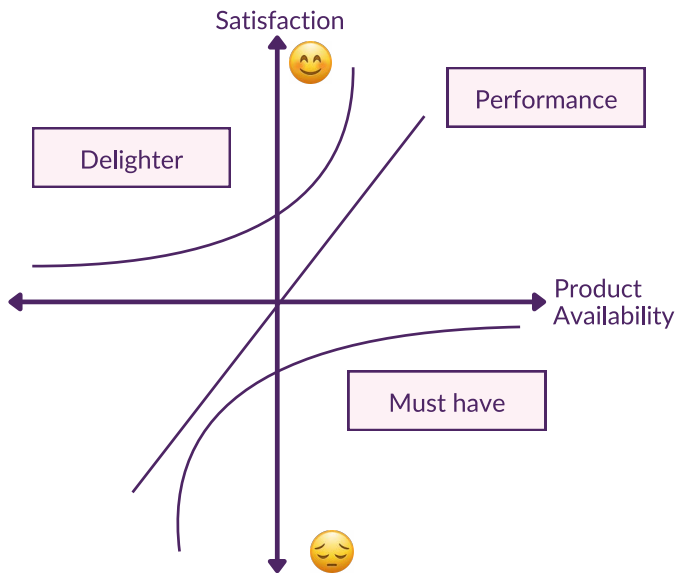 Satisfaction
Performance
Delighter
Product
Availability
Must have